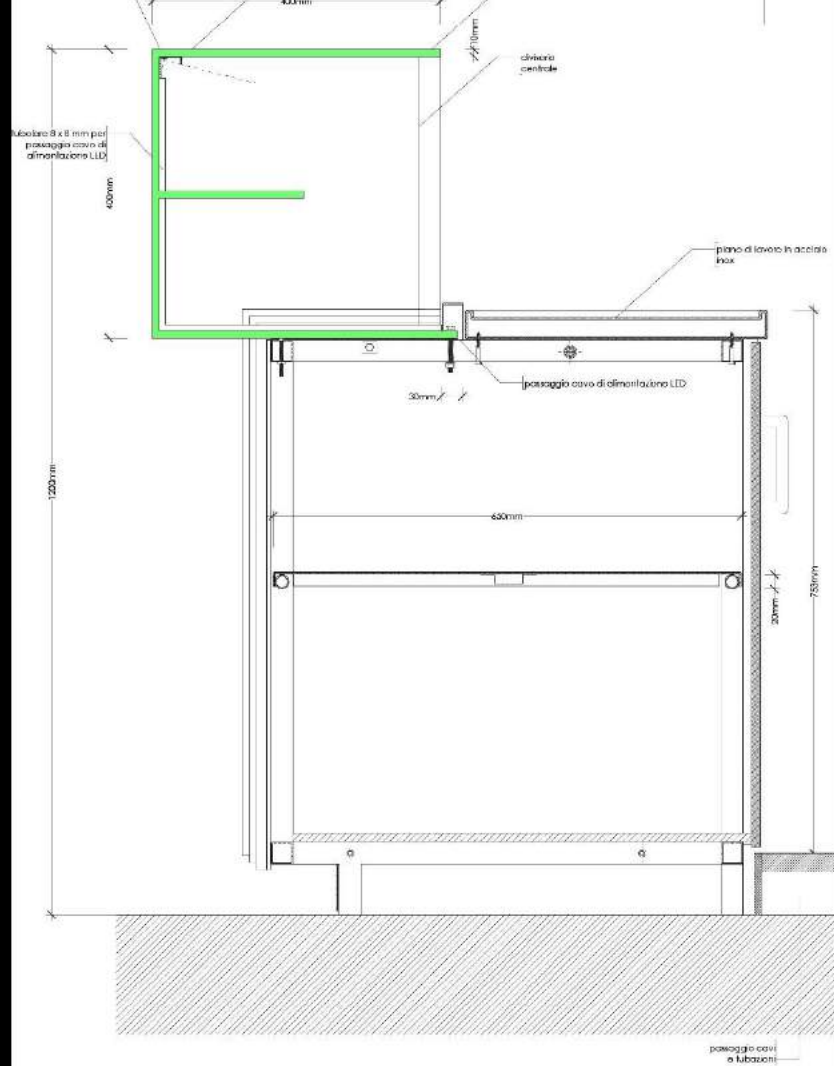 400mm
10mm
divisorio
centrale
tubolare 8 x 8 mm per
passaggio cavo di
alimentazione LED
400mm
piano di lavoro in acciaio
inox
passaggio cavo di alimentazione LED
30mm
1200mm
650mm
753mm
20mm
passaggio cavi
e tubazioni